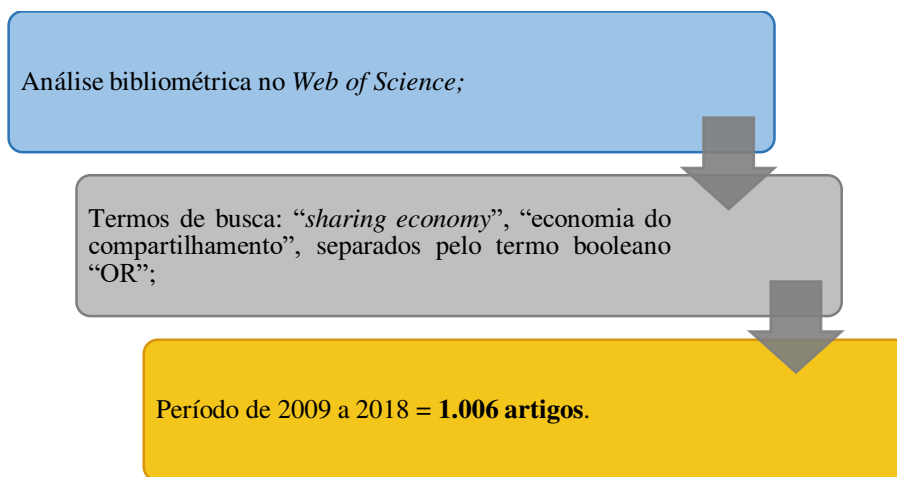 Análise bibliométrica no Web of Science;
Termos de busca: “sharing economy”, “economia do
compartilhamento”, separados pelo termo booleano
“OR”;
Período de 2009 a 2018 = 1.006 artigos.